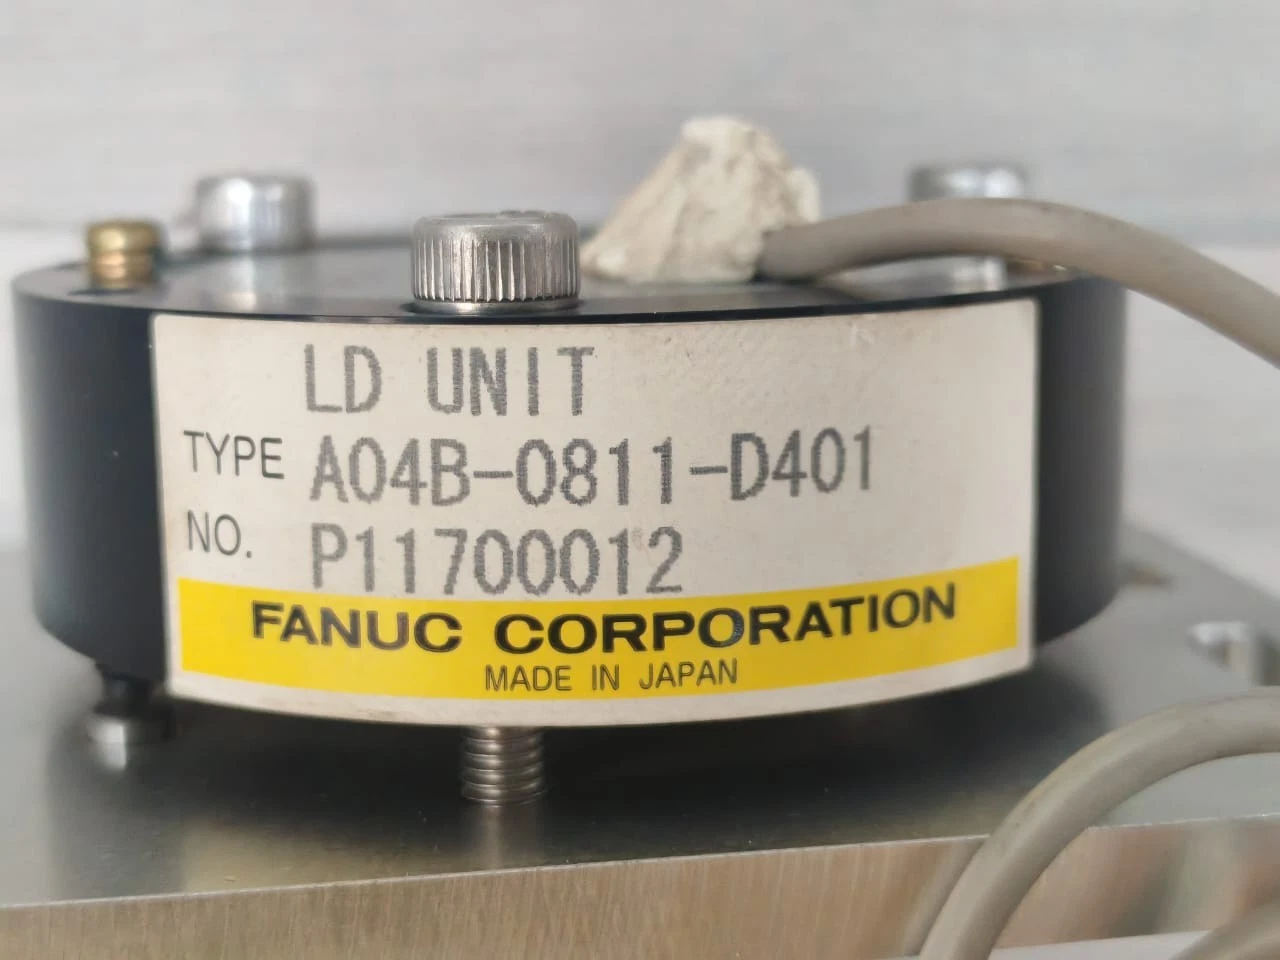 LD UNIT
TYPE A04B-0811-D401
NO. P11700012
FANUC CORPORATION
MADE IN JAPAN